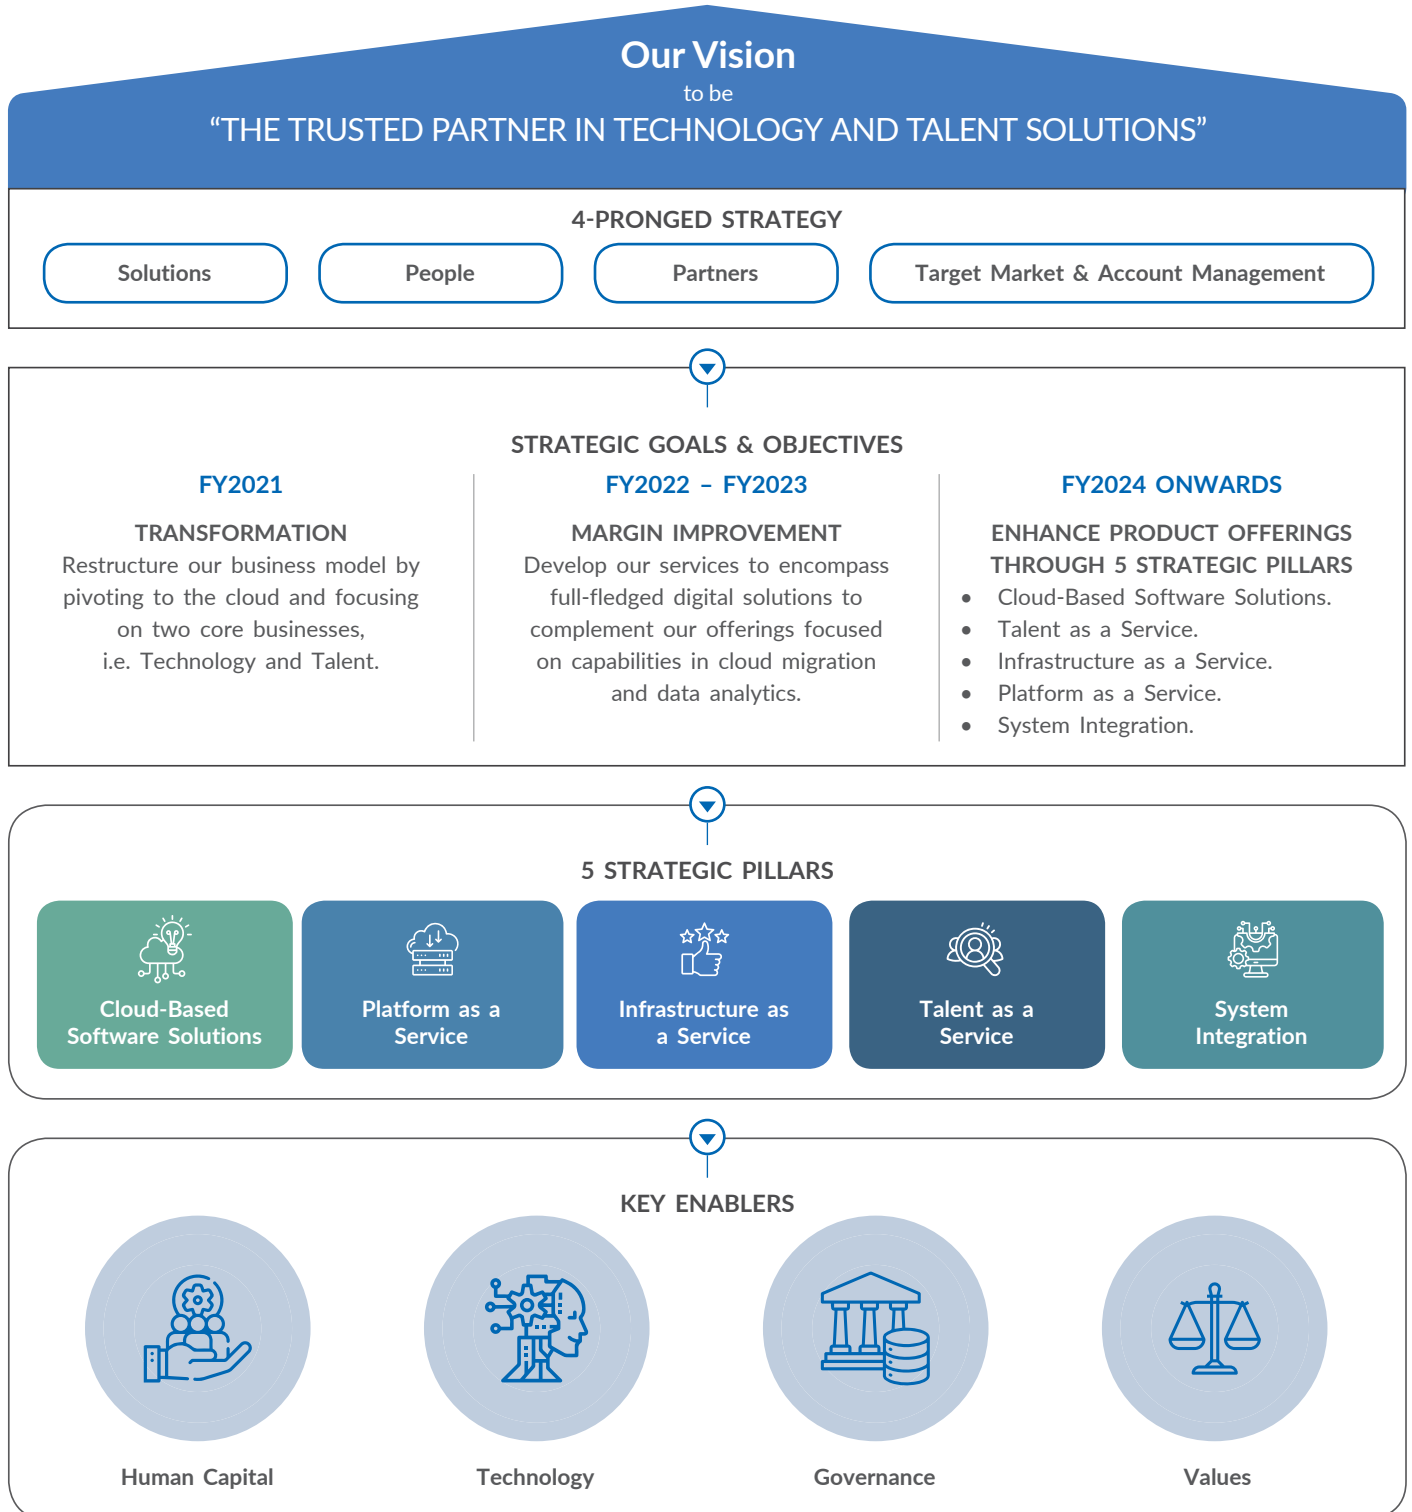 Our Vision
to be
“THE TRUSTED PARTNER IN TECHNOLOGY AND TALENT SOLUTIONS”
4-PRONGED STRATEGY
Solutions
People
Partners
Target Market & Account Management
STRATEGIC GOALS & OBJECTIVES
FY2021
TRANSFORMATION
Restructure our business model by
pivoting to the cloud and focusing
on two core businesses,
i.e. Technology and Talent.
FY2022 – FY2023
MARGIN IMPROVEMENT
Develop our services to encompass
full-fledged digital solutions to
complement our offerings focused
on capabilities in cloud migration
and data analytics.
FY2024 ONWARDS
ENHANCE PRODUCT OFFERINGS
THROUGH 5 STRATEGIC PILLARS
• Cloud-Based Software Solutions.
• Talent as a Service.
• Infrastructure as a Service.
• Platform as a Service.
• System Integration.
5 STRATEGIC PILLARS
Cloud-Based
Software Solutions
Platform as a
Service
Infrastructure as
a Service
Talent as a
Service
System
Integration
KEY ENABLERS
Human Capital
Technology
Governance
Values